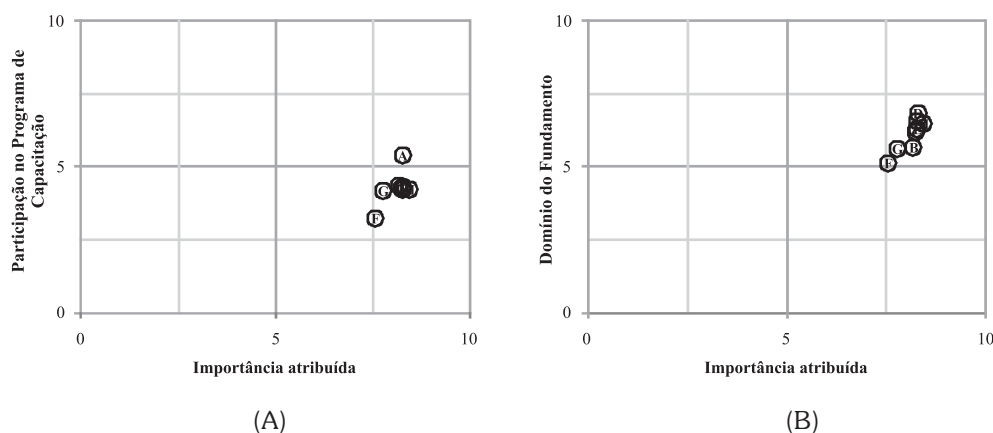 Participação no Programa de
Capacitação
10
5
0
A
G
F
0
5
10
Importância atribuída
(A)
Domínio do Fundamento
10
5
0
D
G
B
F
0
5
10
Importância atribuída
(B)